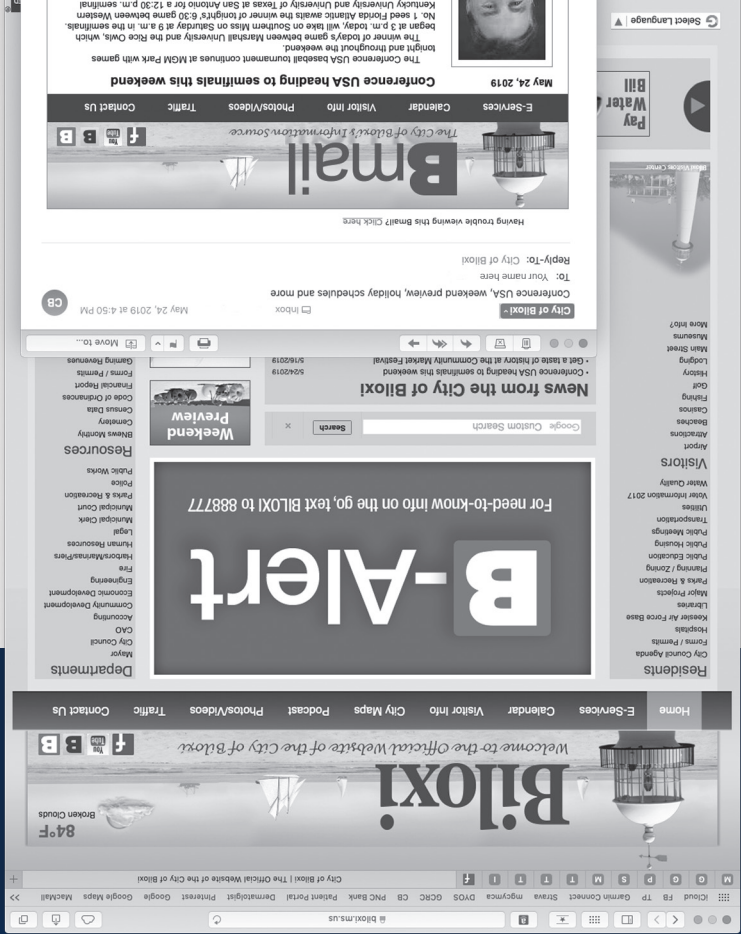 biloxi.ms.us
iCloud FB TP Garmin Connect Strava mgcycmca DYOS GCRC CB PNC Bank Patient Portal Dermatologist Pinterest Google Google Maps MacMall >>
M G G P S M T T T I f City of Biloxi | The Official Website of the City of Biloxi +
Biloxi
84°F
Broken Clouds
Welcome to the Official Website of the City of Biloxi
f You Tube B B
Home E-Services Calendar Visitor Info City Maps Podcast Photos/Videos Traffic Contact Us
Residents
City Council Agenda
Forms / Permits
Hospitals
Keesler Air Force Base
Libraries
Major Projects
Parks & Recreation
Planning / Zoning
Public Education
Public Housing
Public Meetings
Transportation
Utilities
Voter Information 2017
Water Quality
Visitors
Airport
Attractions
Beaches
Casinos
Fishing
Golf
History
Lodging
Main Street
Museums
More Info?
Biloxi Visitors Center
Pay
Water
Bill
G Select Language ▼
B-Alert
For need-to-know info on the go, text BILOXI to 888777
Google Custom Search Search ×
News from the City of Biloxi
• Conference USA heading to semifinals this weekend 5/24/2019
• Get a taste of history at the Community Market Festival 5/16/2019
Weekend
Preview
Departments
Mayor
City Council
CAO
Accounting
Community Development
Economic Development
Engineering
Fire
Harbors/Marinas/Piers
Human Resources
Legal
Municipal Clerk
Municipal Court
Parks & Recreation
Police
Public Works
Resources
BNews Monthly
Cemetery
Census Data
Code of Ordinances
Financial Report
Forms / Permits
Gaming Revenues
Move to...
City of Biloxi Inbox May 24, 2019 at 4:50 PM CB
Conference USA, weekend preview, holiday schedules and more
To: Your name here
Reply-To: City of Biloxi
Having trouble viewing this Bmail? Click here
Bmail
The City of Biloxi's Information Source
f You Tube B B
E-Services Calendar Visitor Info Photos/Videos Traffic Contact Us
May 24, 2019
Conference USA heading to semifinals this weekend
The Conference USA Baseball tournament continues at MGM Park with games
tonight and throughout the weekend.
The winner of today's game between Marshall University and the Rice Owls, which
began at 3 p.m. today, will take on Southern Miss on Saturday at 9 a.m. in the semifinals.
No. 1 seed Florida Atlantic awaits the winner of tonight's 6:30 game between Western
Kentucky University and University of Texas at San Antonio for a 12:30 p.m. semifinal